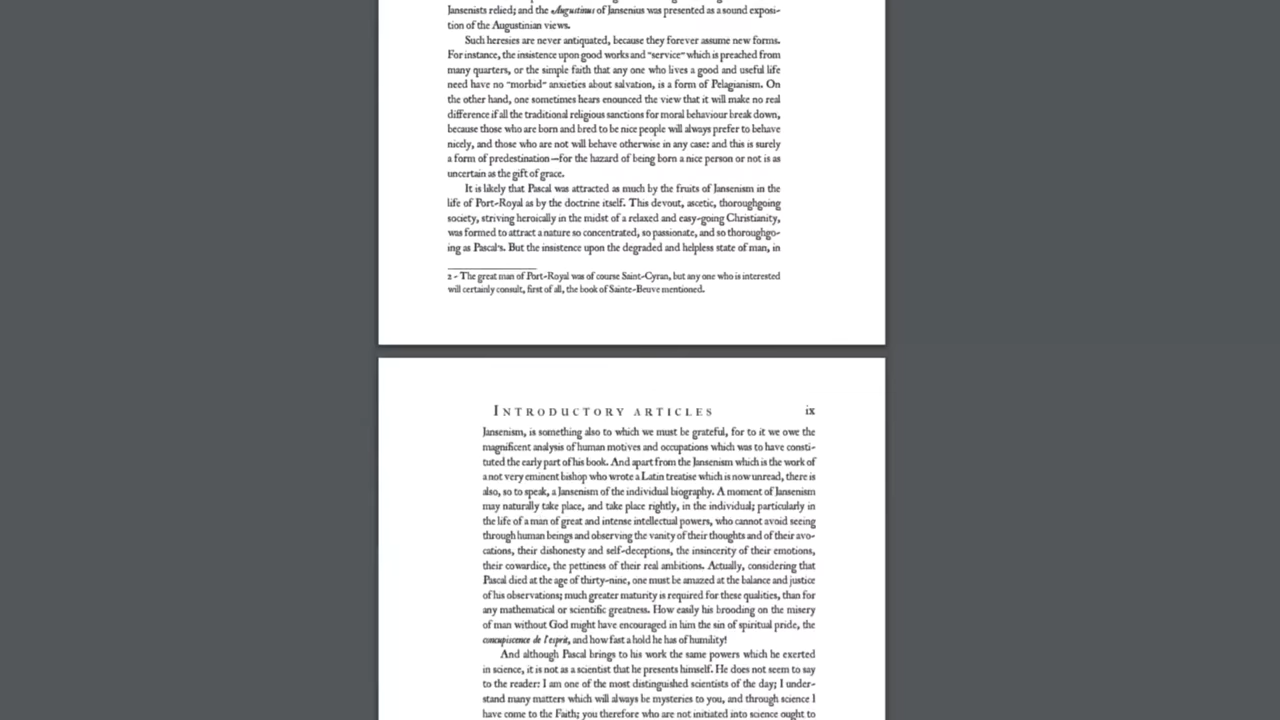 Jansenists relied; and the Augustinus of Jansenius was presented as a sound exposi-
tion of the Augustinian views.
Such heresies are never antiquated, because they forever assume new forms.
For instance, the insistence upon good works and "service" which is preached from
many quarters, or the simple faith that any one who lives a good and useful life
need have no "morbid" anxieties about salvation, is a form of Pelagianism. On
the other hand, one sometimes hears enounced the view that it will make no real
difference if all the traditional religious sanctions for moral behaviour break down,
because those who are born and bred to be nice people will always prefer to behave
nicely, and those who are not will behave otherwise in any case: and this is surely
a form of predestination—for the hazard of being born a nice person or not is as
uncertain as the gift of grace.
It is likely that Pascal was attracted as much by the fruits of Jansenism in the
life of Port-Royal as by the doctrine itself. This devout, ascetic, thoroughgoing
society, striving heroically in the midst of a relaxed and easy-going Christianity,
was formed to attract a nature so concentrated, so passionate, and so thoroughgo-
ing as Pascal's. But the insistence upon the degraded and helpless state of man, in
2 - The great man of Port-Royal was of course Saint-Cyran, but any one who is interested
will certainly consult, first of all, the book of Sainte-Beuve mentioned.
INTRODUCTORY ARTICLES ix
Jansenism, is something also to which we must be grateful, for to it we owe the
magnificent analysis of human motives and occupations which was to have consti-
tuted the early part of his book. And apart from the Jansenism which is the work of
a not very eminent bishop who wrote a Latin treatise which is now unread, there is
also, so to speak, a Jansenism of the individual biography. A moment of Jansenism
may naturally take place, and take place rightly, in the individual; particularly in
the life of a man of great and intense intellectual powers, who cannot avoid seeing
through human beings and observing the vanity of their thoughts and of their avo-
cations, their dishonesty and self-deceptions, the insincerity of their emotions,
their cowardice, the pettiness of their real ambitions. Actually, considering that
Pascal died at the age of thirty-nine, one must be amazed at the balance and justice
of his observations; much greater maturity is required for these qualities, than for
any mathematical or scientific greatness. How easily his brooding on the misery
of man without God might have encouraged in him the sin of spiritual pride, the
concupiscence de l'esprit, and how fast a hold he has of humility!
And although Pascal brings to his work the same powers which he exerted
in science, it is not as a scientist that he presents himself. He does not seem to say
to the reader: I am one of the most distinguished scientists of the day; I under-
stand many matters which will always be mysteries to you, and through science I
have come to the Faith; you therefore who are not initiated into science ought to